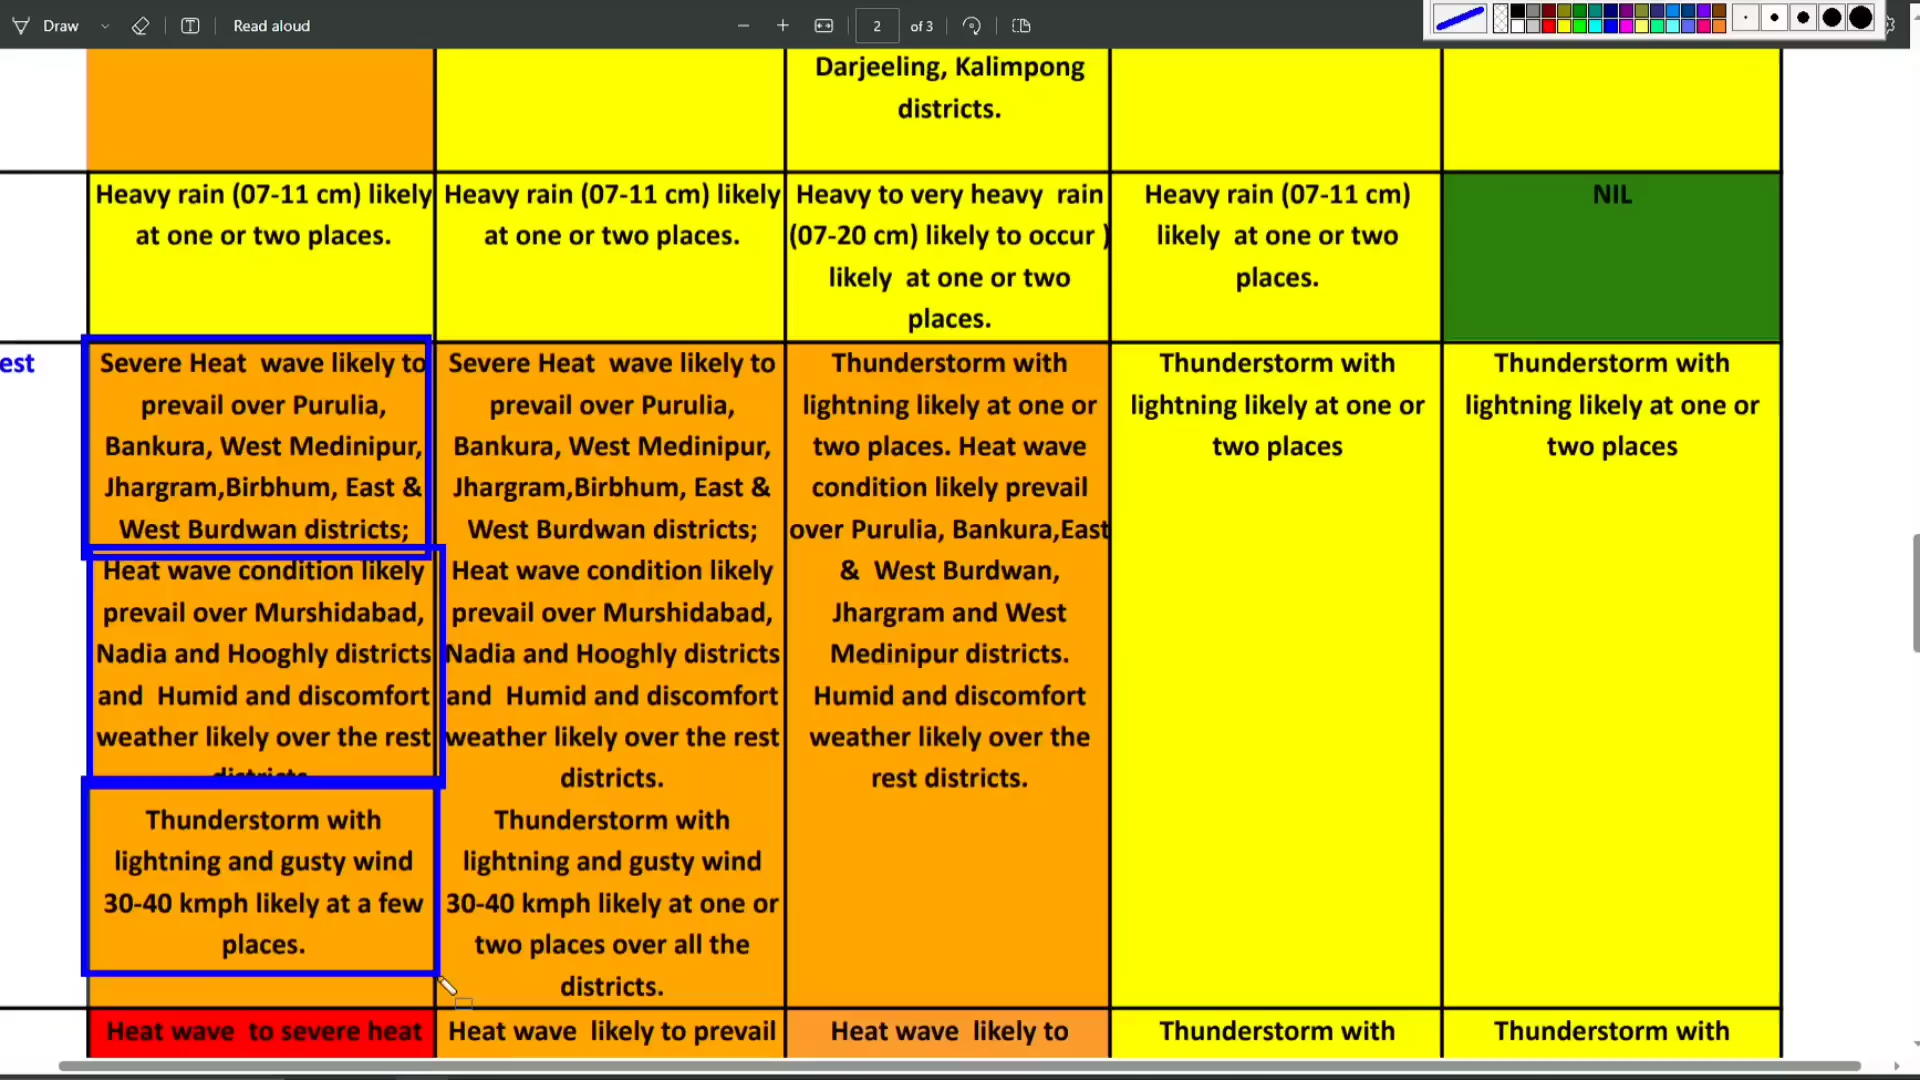 Draw
Read aloud
2
of 3
Darjeeling, Kalimpong
districts.
Heavy rain (07-11 cm) likely
at one or two places.
Heavy rain (07-11 cm) likely
at one or two places.
Heavy to very heavy  rain
(07-20 cm) likely to occur )
likely  at one or two
places.
Heavy rain (07-11 cm)
likely  at one or two
places.
NIL
est
Severe Heat  wave likely to
prevail over Purulia,
Bankura, West Medinipur,
Jhargram,Birbhum, East &
West Burdwan districts;
Heat wave condition likely
prevail over Murshidabad,
Nadia and Hooghly districts
and  Humid and discomfort
weather likely over the rest
districts.
Thunderstorm with
lightning and gusty wind
30-40 kmph likely at a few
places.
Severe Heat  wave likely to
prevail over Purulia,
Bankura, West Medinipur,
Jhargram,Birbhum, East &
West Burdwan districts;
Heat wave condition likely
prevail over Murshidabad,
Nadia and Hooghly districts
and  Humid and discomfort
weather likely over the rest
districts.
Thunderstorm with
lightning and gusty wind
30-40 kmph likely at one or
two places over all the
districts.
Thunderstorm with
lightning likely at one or
two places. Heat wave
condition likely prevail
over Purulia, Bankura,East
&  West Burdwan,
Jhargram and West
Medinipur districts.
Humid and discomfort
weather likely over the
rest districts.
Thunderstorm with
lightning likely at one or
two places
Thunderstorm with
lightning likely at one or
two places
Heat wave  to severe heat
Heat wave  likely to prevail
Heat wave  likely to
Thunderstorm with
Thunderstorm with